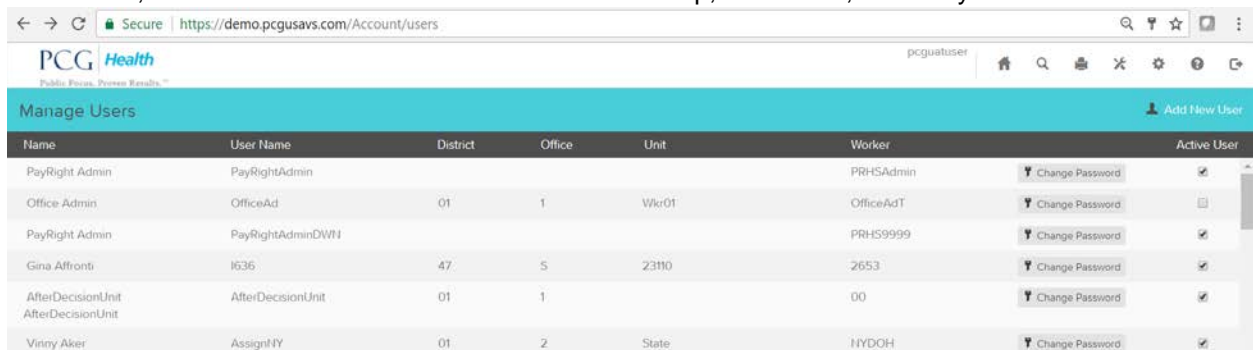 Secure https://demo.pcgusavs.com/Account/users
PCG Health
Public Focus. Proven Results.™
pcguatuser
Manage Users
Add New User
Name User Name District Office Unit Worker Active User
PayRight Admin PayRightAdmin PRHSAdmin Change Password
Office Admin OfficeAd 01 1 Wkr01 OfficeAdT Change Password
PayRight Admin PayRightAdminDWN PRHS9999 Change Password
Gina Affronti I636 47 S 23110 2653 Change Password
AfterDecisionUnit AfterDecisionUnit 01 1 00 Change Password
AfterDecisionUnit
Vinny Aker AssignNY 01 2 State NYDOH Change Password